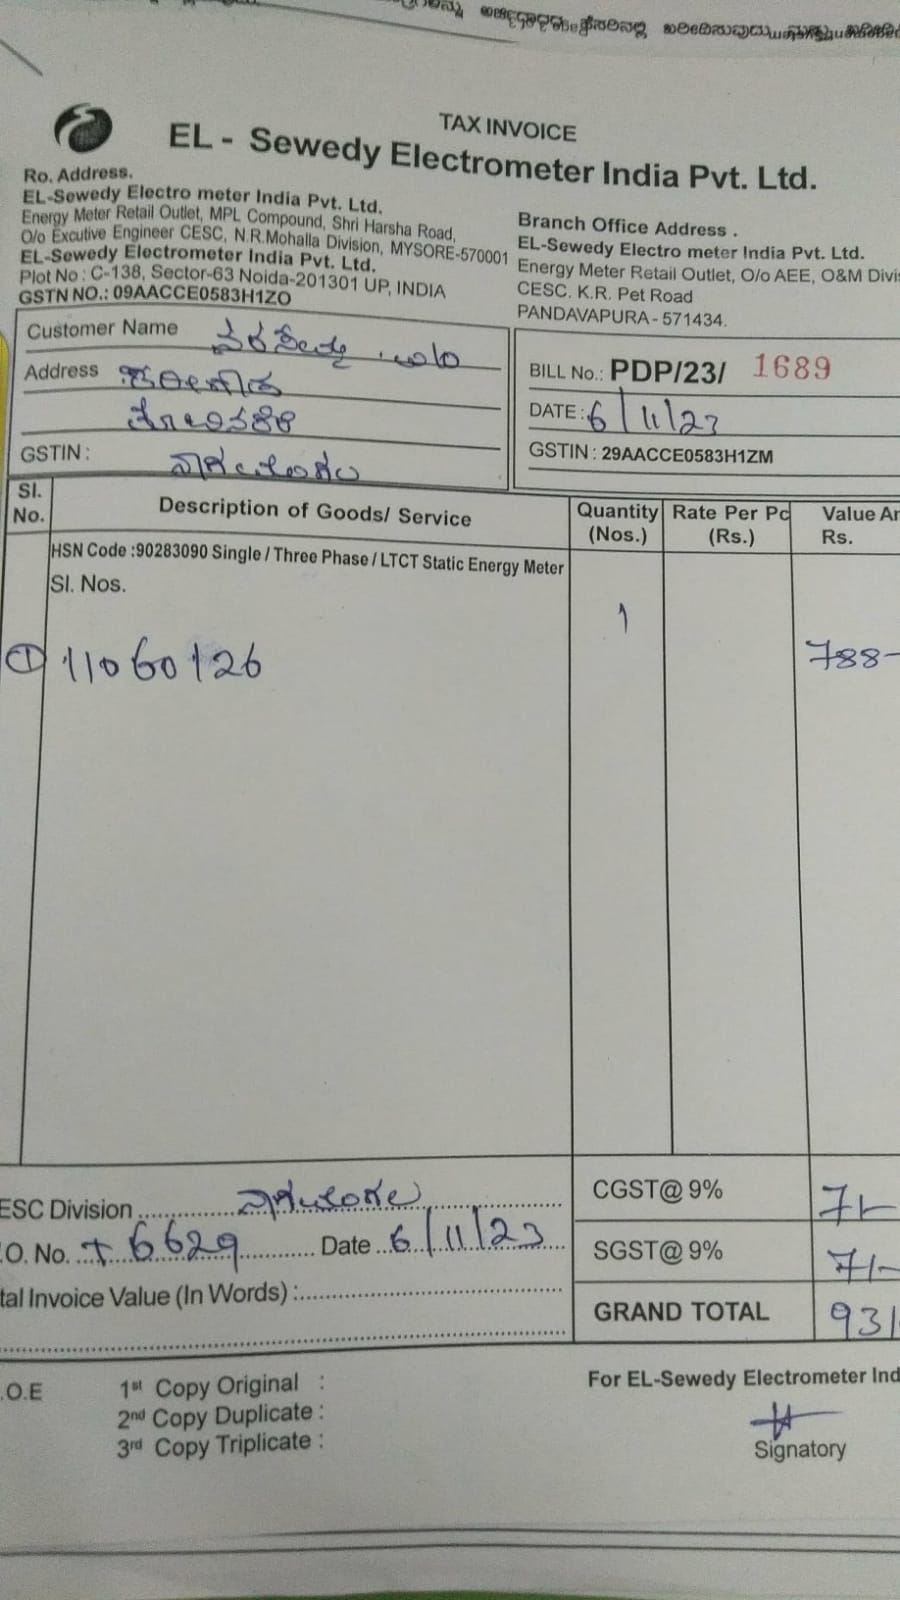 TAX INVOICE
EL - Sewedy Electrometer India Pvt. Ltd.
Ro. Address.
EL-Sewedy Electro meter India Pvt. Ltd.
Energy Meter Retail Outlet, MPL Compound, Shri Harsha Road,
O/o Excutive Engineer CESC, N.R.Mohalla Division, MYSORE-570001
EL-Sewedy Electrometer India Pvt. Ltd.
Plot No : C-138, Sector-63 Noida-201301 UP, INDIA
GSTN NO.: 09AACCE0583H1ZO
Branch Office Address .
EL-Sewedy Electro meter India Pvt. Ltd.
Energy Meter Retail Outlet, O/o AEE, O&M Divis
CESC. K.R. Pet Road
PANDAVAPURA - 571434.
Customer Name
Address
GSTIN :
BILL No.: PDP/23/ 1689
DATE : 6/11/23
GSTIN : 29AACCE0583H1ZM
Sl. No. Description of Goods/ Service Quantity (Nos.) Rate Per Pc (Rs.) Value Rs.
HSN Code :90283090 Single / Three Phase / LTCT Static Energy Meter
Sl. Nos.
1
① 11060126 788-
ESC Division
CGST@ 9% 71-
O. No. 6629 Date 6/11/23
SGST@ 9% 71-
tal Invoice Value (In Words) :
GRAND TOTAL 931
.O.E
1st Copy Original :
2nd Copy Duplicate :
3rd Copy Triplicate :
For EL-Sewedy Electrometer Ind
Signatory